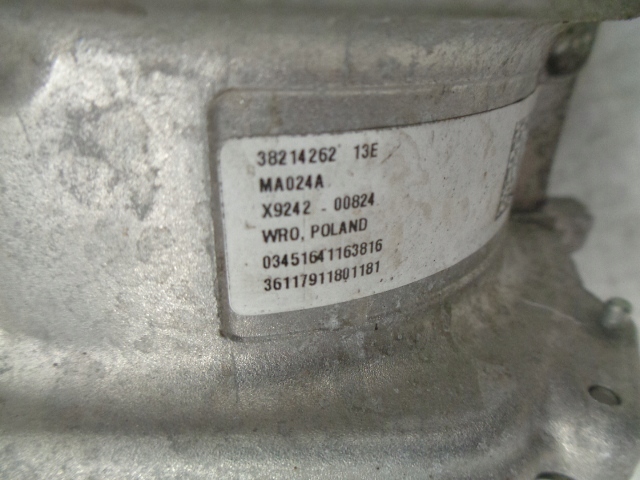 38214262 13E
MA024A
X9242 - 00824
WRO, POLAND
03451641163816
36117911801181